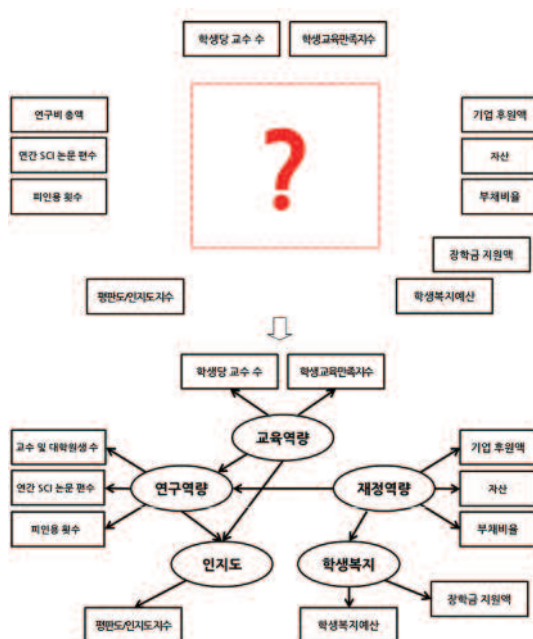 학생당 교수 수 학생교육만족지수
연구비 총액 기업 후원액
?
연간 SCI 논문 편수 자산
피인용 횟수 부채비율
장학금 지원액
평판도/인지도지수 학생복지예산
학생당 교수 수 학생교육만족지수
교육역량
교수 및 대학원생 수 기업 후원액
연간 SCI 논문 편수 연구역량 재정역량 자산
피인용 횟수 부채비율
인지도 학생복지
장학금 지원액
평판도/인지도지수 학생복지예산